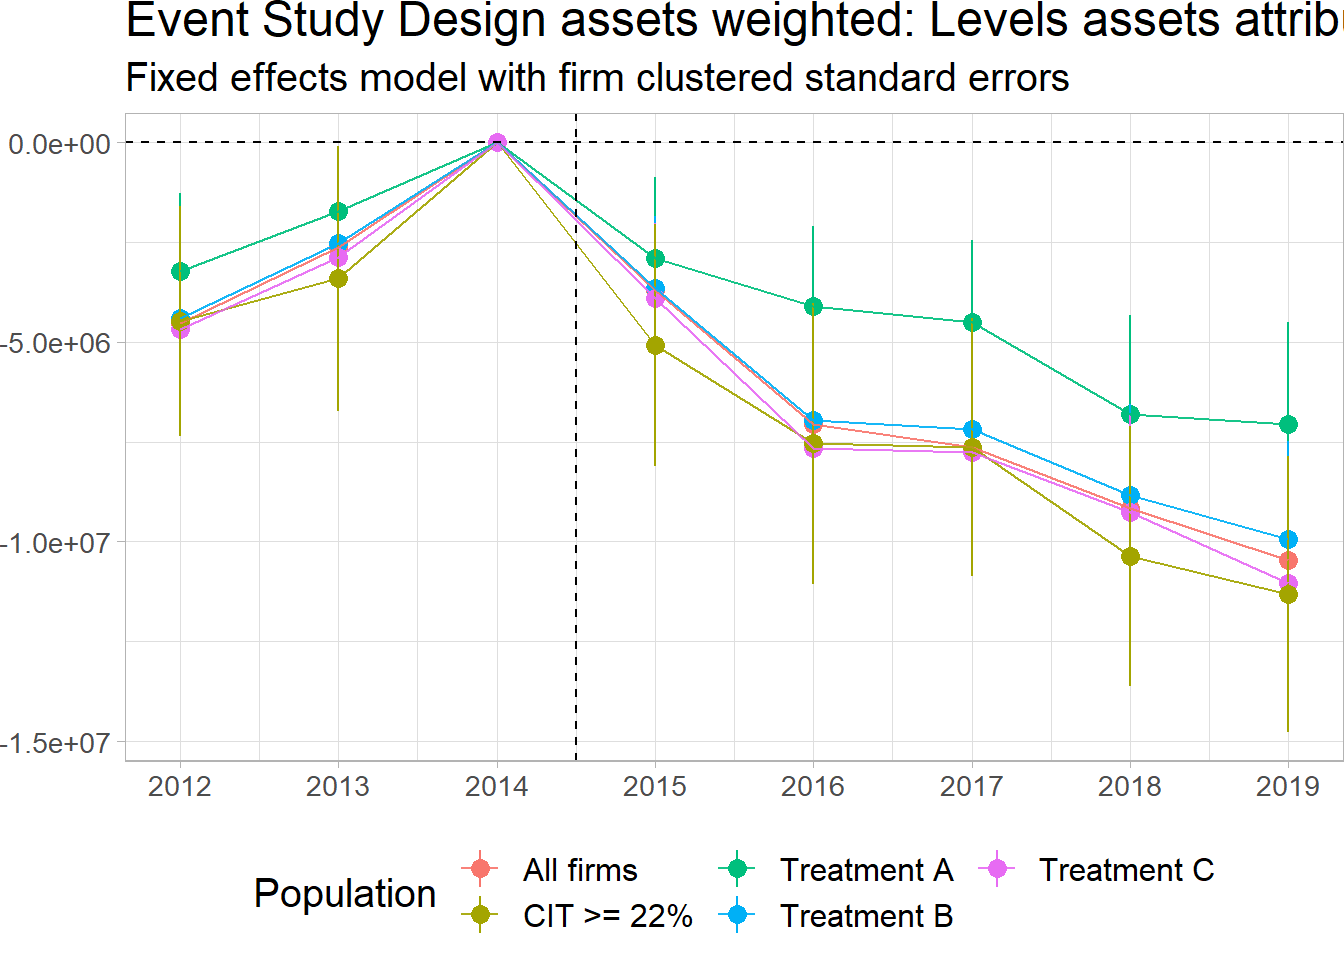 Event Study Design assets weighted: Levels assets
Fixed effects model with firm clustered standard errors
0.0e+00
-5.0e+06
-1.0e+07
-1.5e+07
2012 2013 2014 2015 2016 2017 2018 2019
Population
All firms Treatment A Treatment C
CIT >= 22% Treatment B